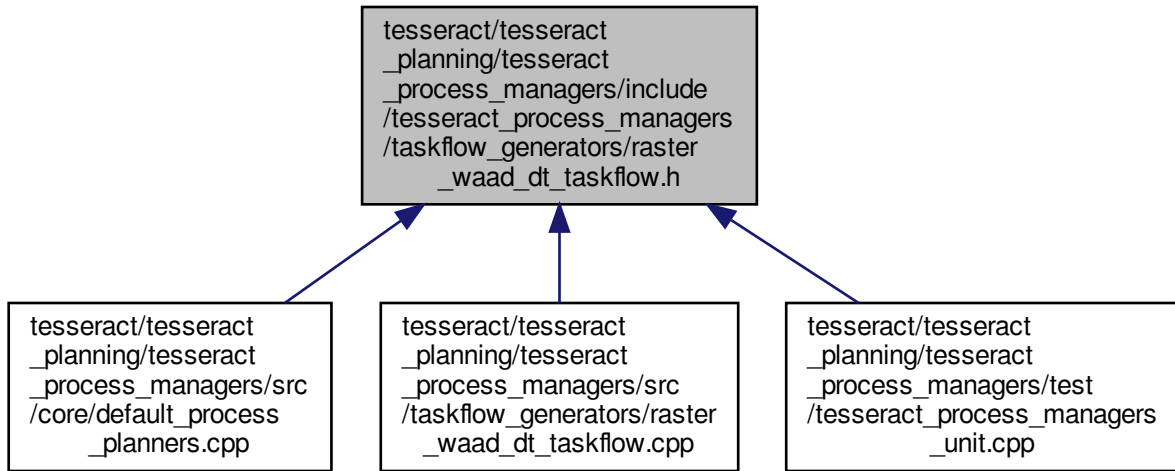 tesseract/tesseract
_planning/tesseract
_process_managers/include
/tesseract_process_managers
/taskflow_generators/raster
_waad_dt_taskflow.h
tesseract/tesseract
_planning/tesseract
_process_managers/src
/core/default_process
_planners.cpp
tesseract/tesseract
_planning/tesseract
_process_managers/src
/taskflow_generators/raster
_waad_dt_taskflow.cpp
tesseract/tesseract
_planning/tesseract
_process_managers/test
/tesseract_process_managers
_unit.cpp